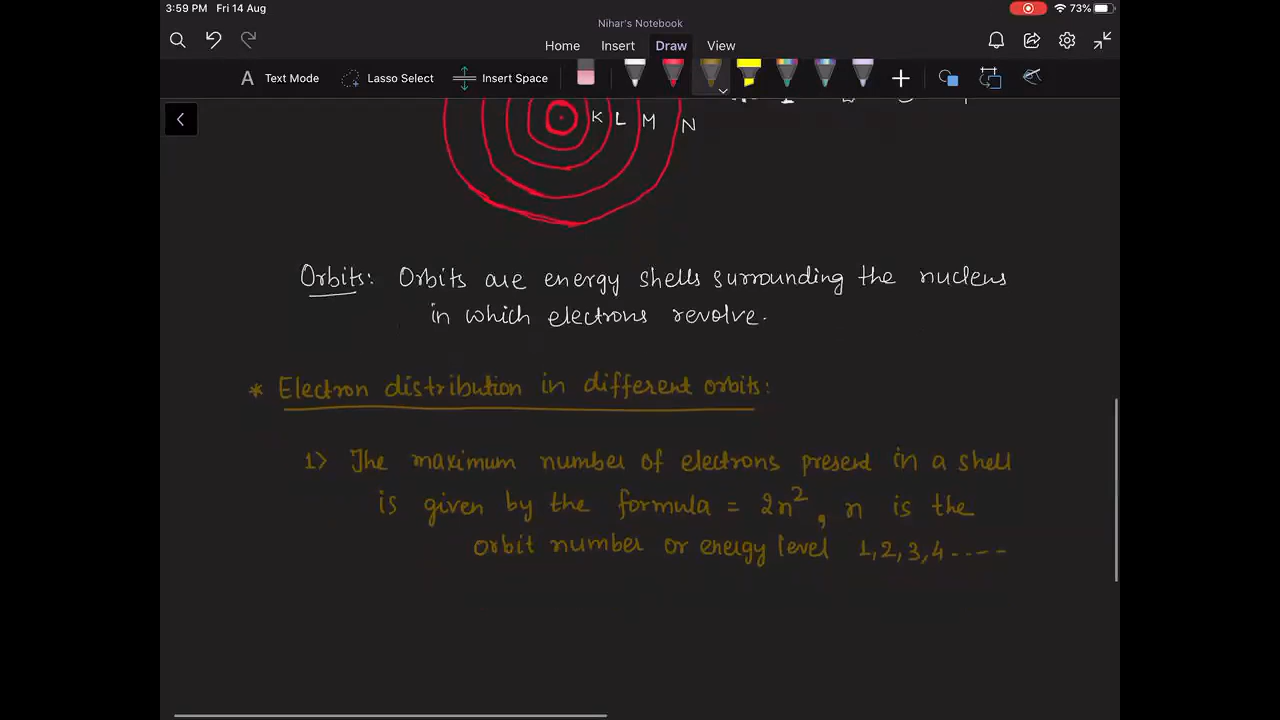 3:59 PM Fri 14 Aug
73%
Nihar's Notebook
Home Insert Draw View
Text Mode Lasso Select Insert Space
K L M N
Orbits: Orbits are energy shells surrounding the nucleus
in which electrons revolve.
* Electron distribution in different orbits:
1> The maximum number of electrons present in a shell
is given by the formula = 2n², n is the
orbit number or energy level 1,2,3,4-----